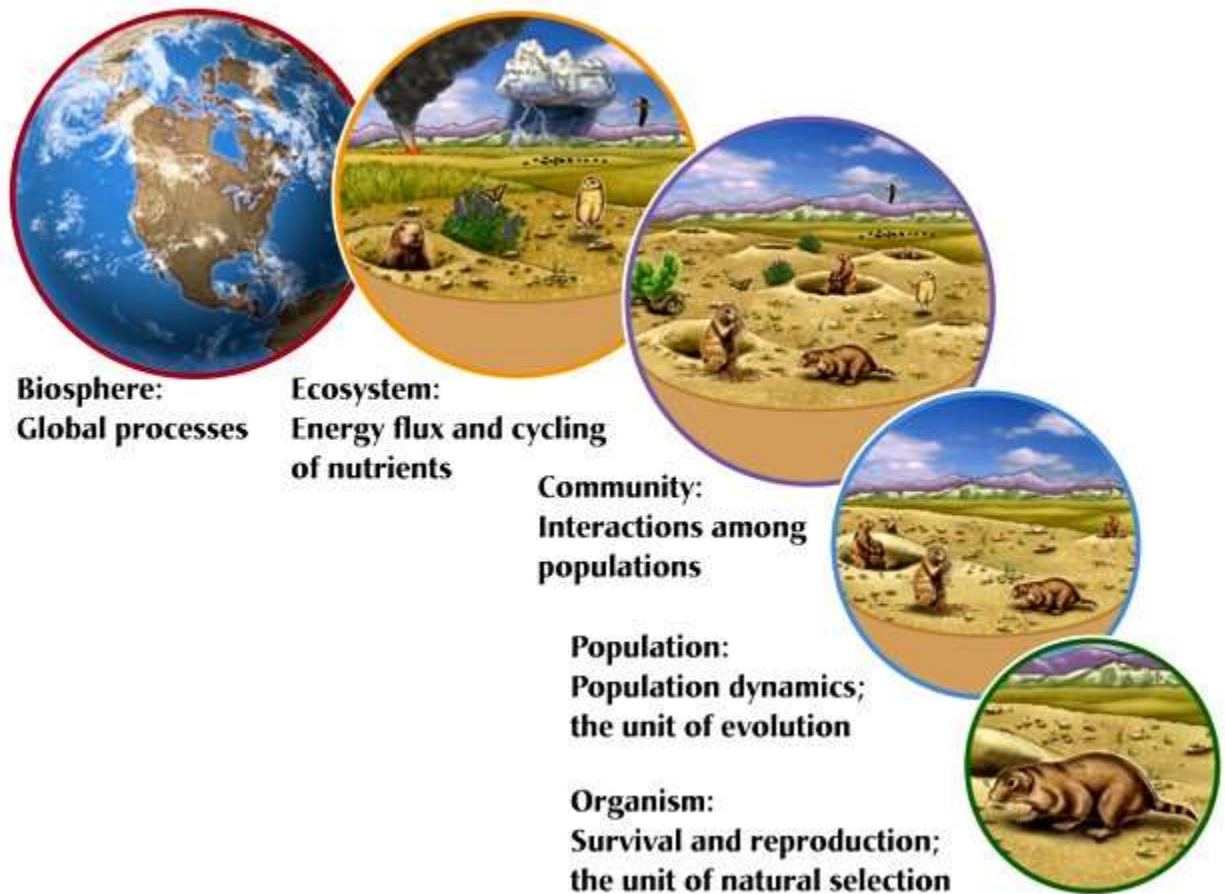 Biosphere:
Global processes
Ecosystem:
Energy flux and cycling
of nutrients
Community:
Interactions among
populations
Population:
Population dynamics;
the unit of evolution
Organism:
Survival and reproduction;
the unit of natural selection